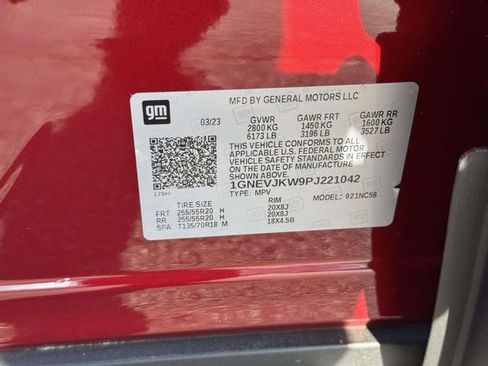 gm
MFD BY GENERAL MOTORS LLC
03/23 GVWR GAWR FRT GAWR RR
2800 KG 1450 KG 1600 KG
6173 LB 3196 LB 3527 LB
THIS VEHICLE CONFORMS TO ALL
APPLICABLE U.S. FEDERAL MOTOR
VEHICLE SAFETY STANDARDS IN EFFECT
ON THE DATE OF MANUFACTURE
SHOWN ABOVE.
1GNEVJKW9PJ221042
TYPE: MPV MODEL: 921NC56
170H
TIRE SIZE RIM
FRT 255/55R20 H 20X8J
RR 255/55R20 H 20X8J
SPA T135/70R18 M 18X4.5B